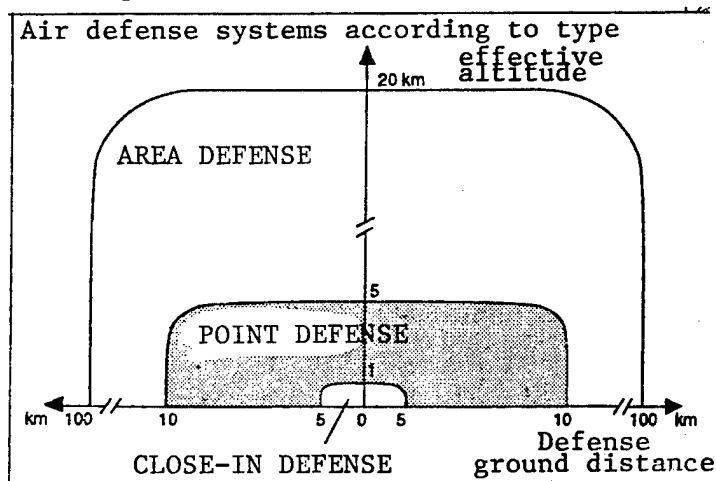 Air defense systems according to type
effective
altitude
20 km
AREA DEFENSE
5
POINT DEFENSE
1
km 100 10 5 0 5 10 100 km
CLOSE-IN DEFENSE
Defense
ground distance